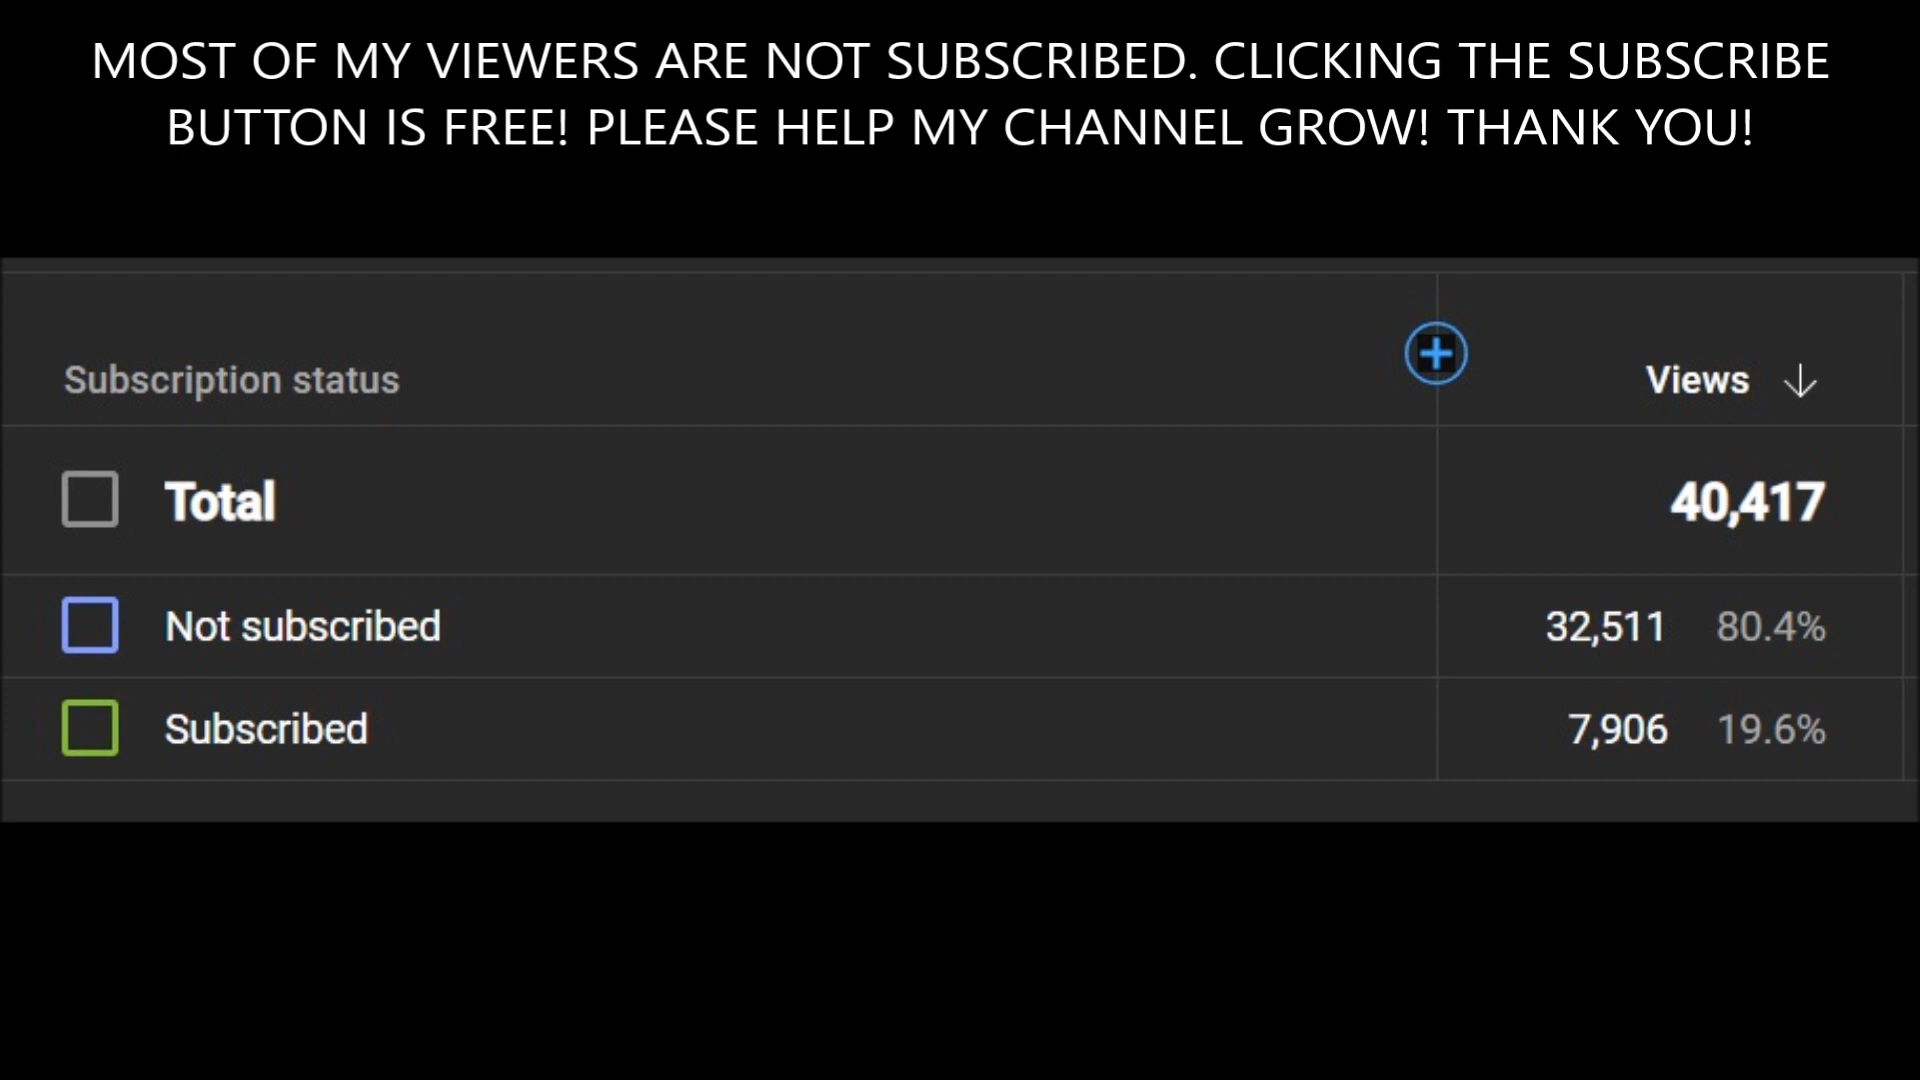 MOST OF MY VIEWERS ARE NOT SUBSCRIBED. CLICKING THE SUBSCRIBE
BUTTON IS FREE! PLEASE HELP MY CHANNEL GROW! THANK YOU!
Subscription status Views
Total 40,417
Not subscribed 32,511 80.4%
Subscribed 7,906 19.6%